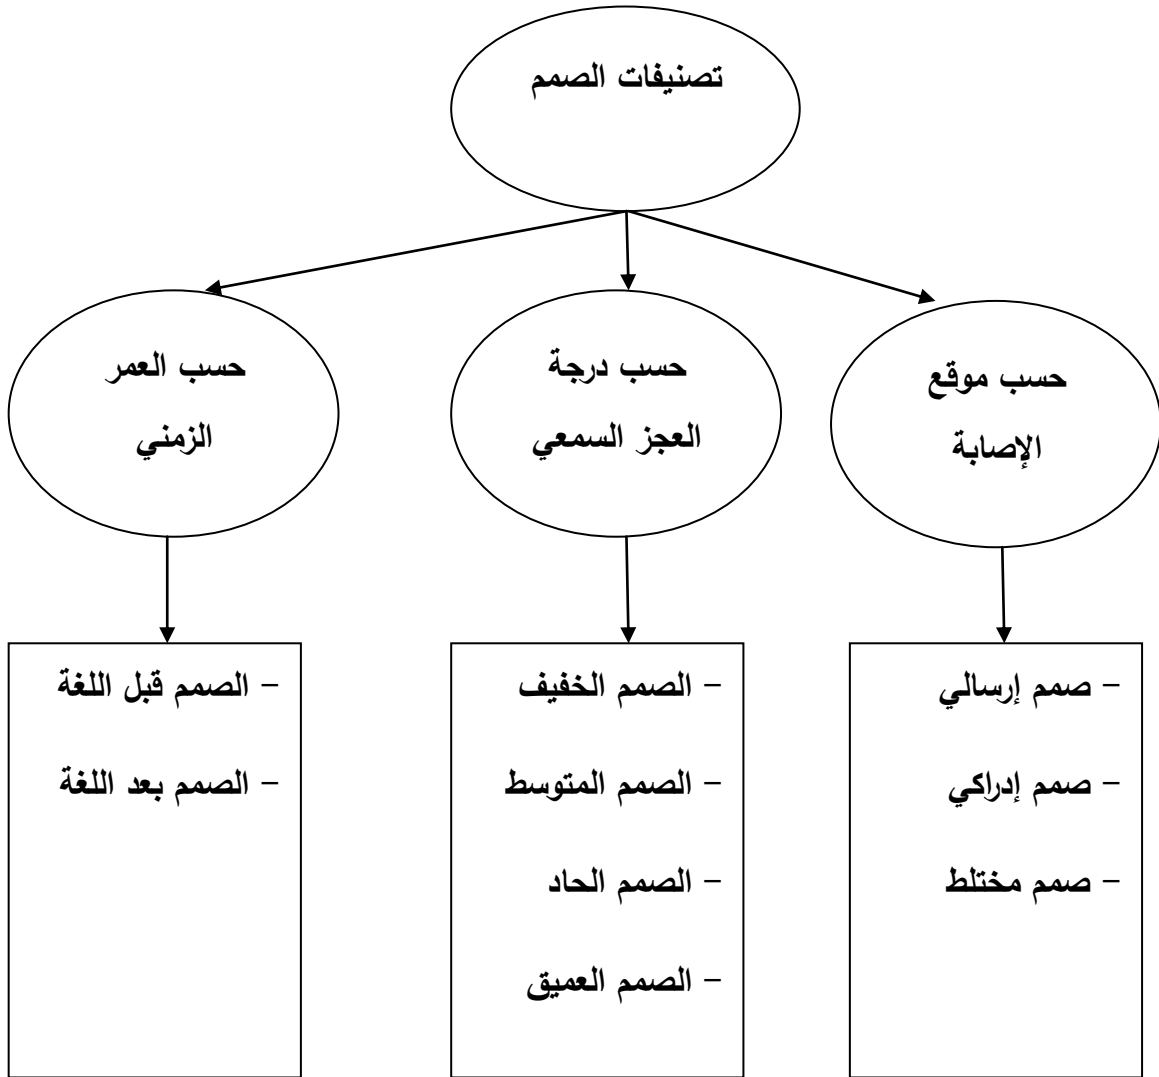 تصنيفات الصمم
حسب موقع
الإصابة
حسب درجة
العجز السمعي
حسب العمر
الزمني
- صمم إرسالي
- صمم إدراكي
- صمم مختلط
- الصمم الخفيف
- الصمم المتوسط
- الصمم الحاد
- الصمم العميق
- الصمم قبل اللغة
- الصمم بعد اللغة